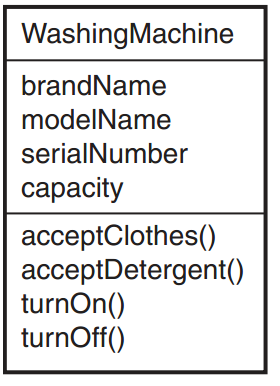 WashingMachine
brandName
modelName
serialNumber
capacity
acceptClothes()
acceptDetergent()
turnOn()
turnOff()